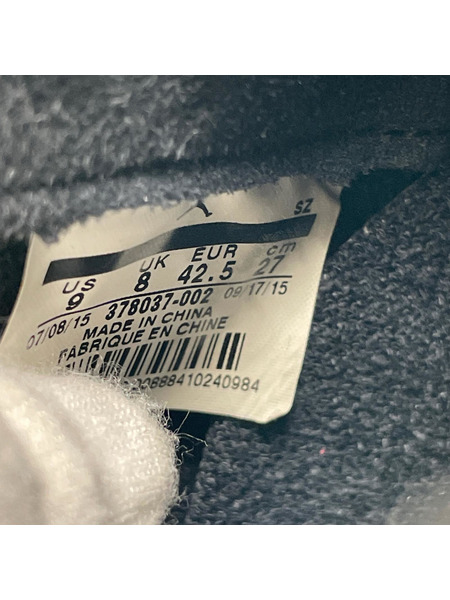 SZ
US UK EUR cm
9 8 42.5 27
07/08/15 378037-002 09/17/15
MADE IN CHINA
FABRIQUE EN CHINE
00888410240984